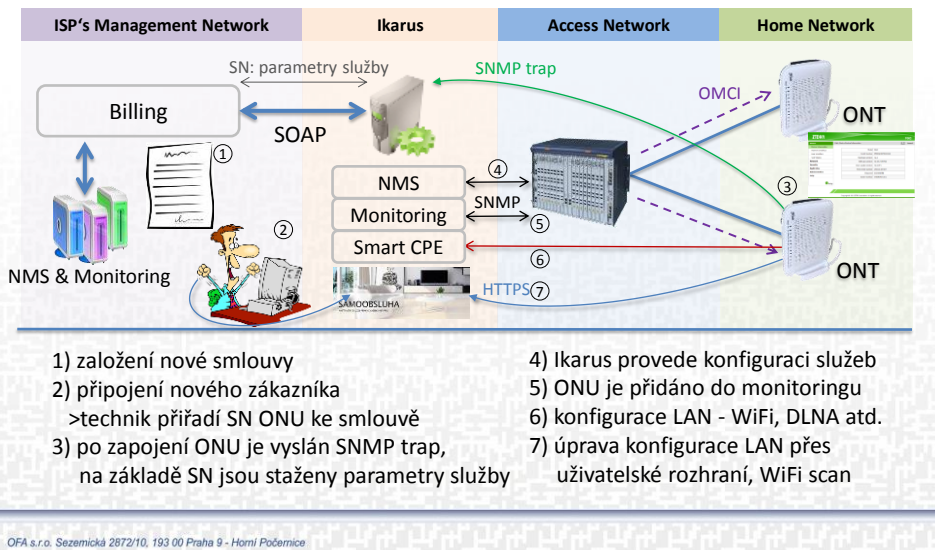 ISP's Management Network
Ikarus
Access Network
Home Network
SN: parametry služby
SNMP trap
OMCI
Billing
SOAP
ONT
1
2
3
4
NMS
SNMP
Monitoring
5
Smart CPE
6
NMS & Monitoring
ONT
HTTPS 7
SAMOOBSLUHA
1) založení nové smlouvy
2) připojení nového zákazníka
>technik přiřadí SN ONU ke smlouvě
3) po zapojení ONU je vyslán SNMP trap,
na základě SN jsou staženy parametry služby
4) Ikarus provede konfiguraci služeb
5) ONU je přidáno do monitoringu
6) konfigurace LAN - WiFi, DLNA atd.
7) úprava konfigurace LAN přes
uživatelské rozhraní, WiFi scan
OFA s.r.o. Sezemická 2872/10, 193 00 Praha 9 - Horní Počernice